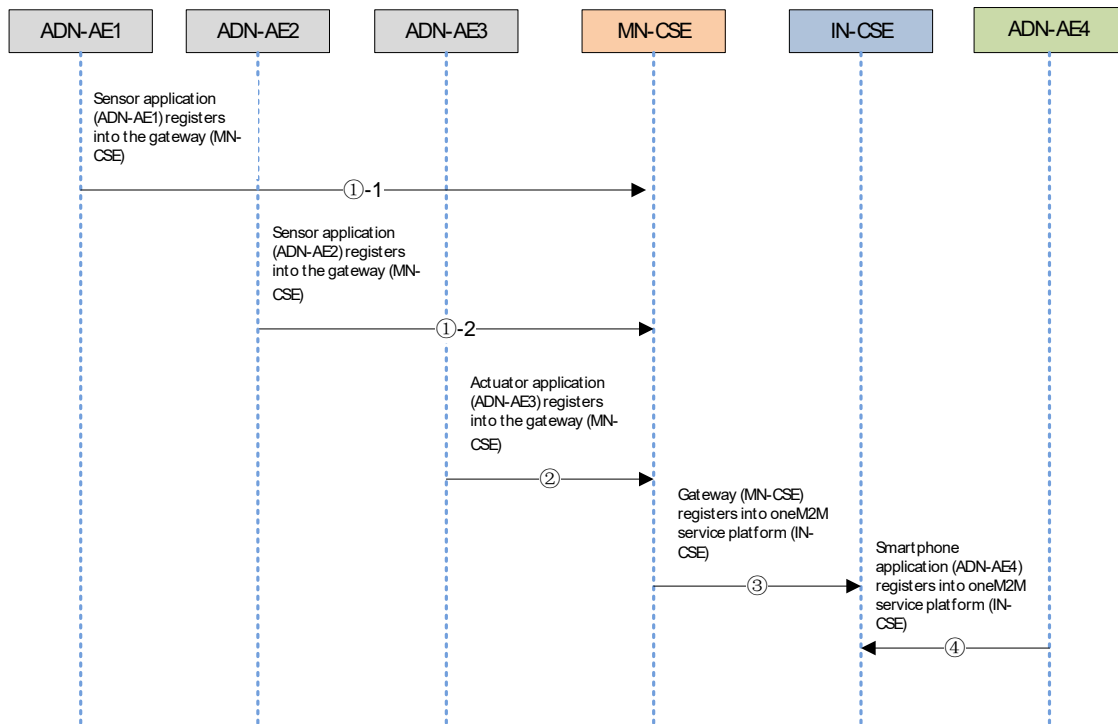 ADN-AE1
ADN-AE2
ADN-AE3
MN-CSE
IN-CSE
ADN-AE4
Sensor application
(ADN-AE1) registers
into the gateway (MN-
CSE)
①-1
Sensor application
(ADN-AE2) registers
into the gateway (MN-
CSE)
①-2
Actuator application
(ADN-AE3) registers
into the gateway (MN-
CSE)
②
Gateway (MN-CSE)
registers into oneM2M
service platform (IN-
CSE)
③
Smartphone
application (ADN-AE4)
registers into oneM2M
service platform (IN-
CSE)
④